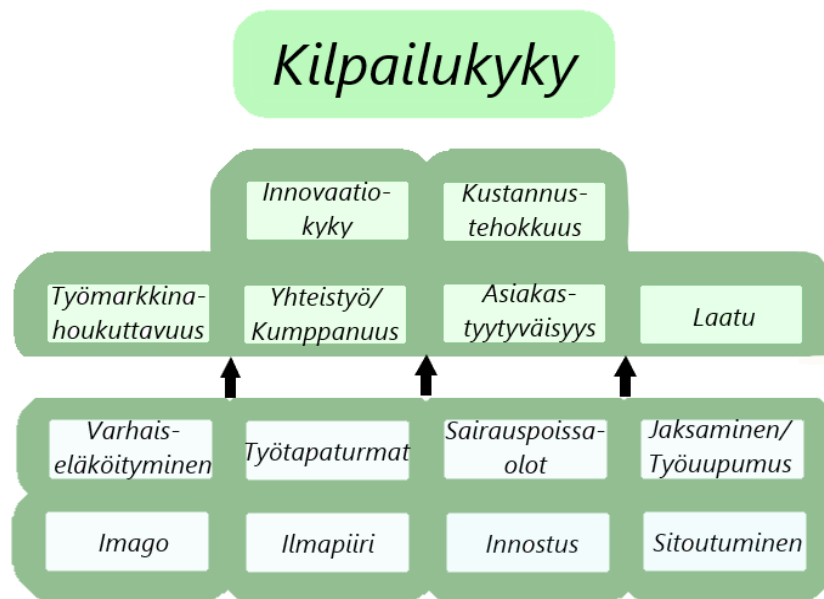 Kilpailukyky
Innovaatio-
kyky
Kustannus-
tehokkuus
Työmarkkina-
houkuttavuus
Yhteistyö/
Kumppanuus
Asiakas-
tyytyväisyys
Laatu
Varhais-
eläköityminen
Työtapaturmat
Sairauspoissa-
olot
Jaksaminen/
Työuupumus
Imago
Ilmapiiri
Innostus
Sitoutuminen